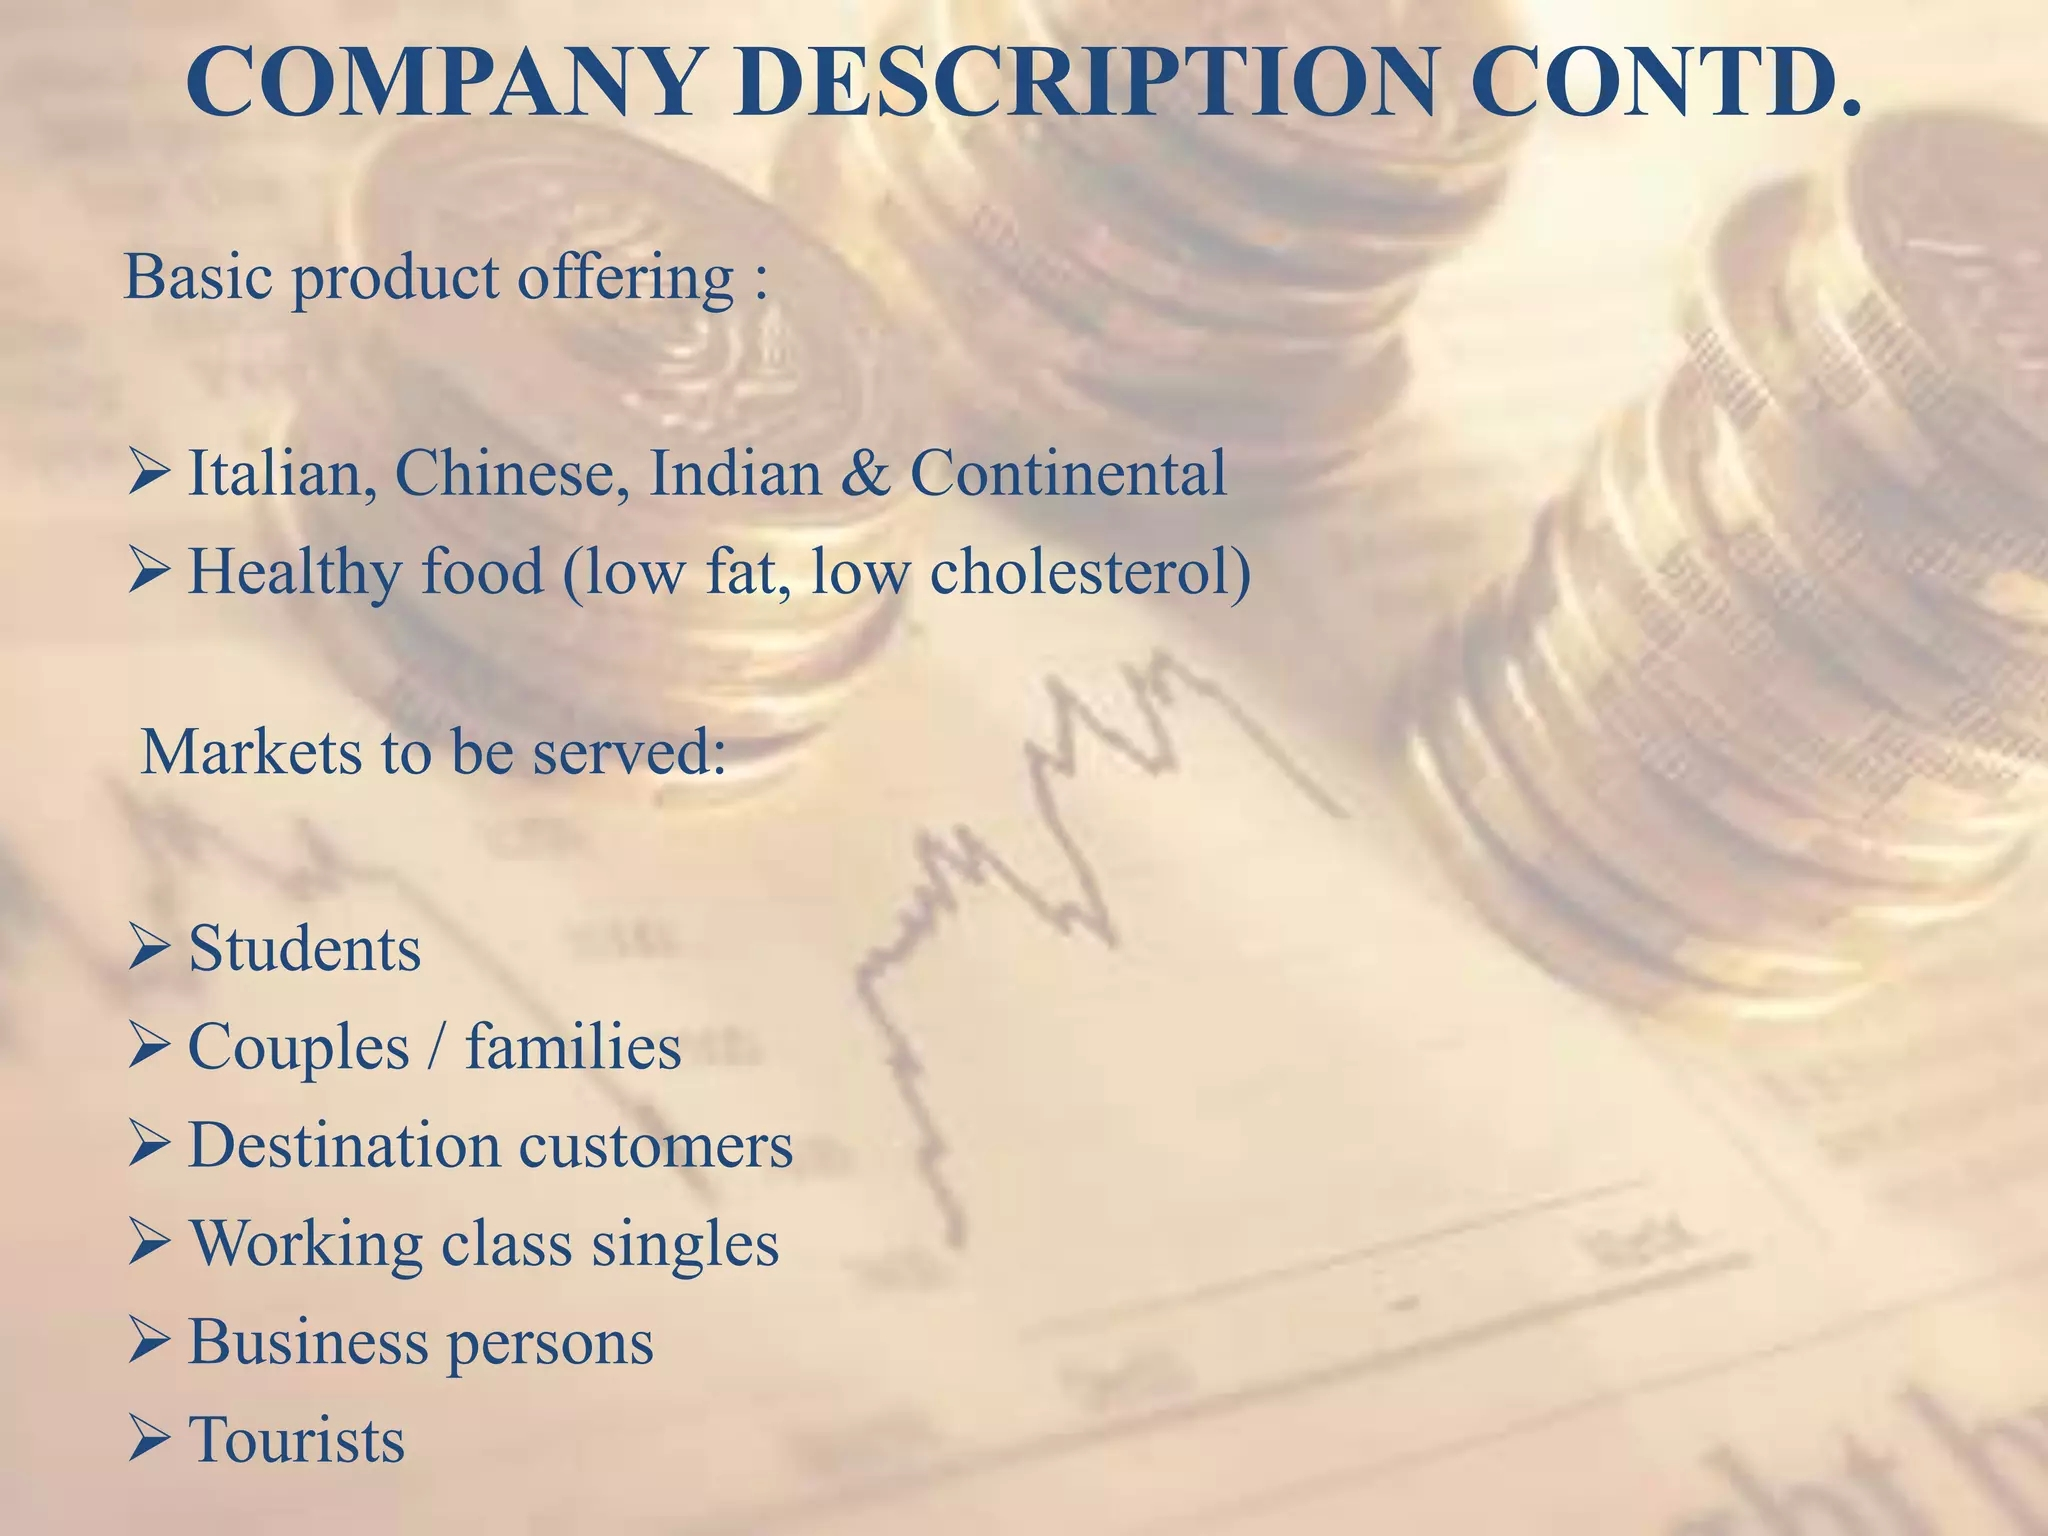 COMPANY DESCRIPTION CONTD.
Basic product offering :
➢ Italian, Chinese, Indian & Continental
➢ Healthy food (low fat, low cholesterol)
Markets to be served:
➢ Students
➢ Couples / families
➢ Destination customers
➢ Working class singles
➢ Business persons
➢ Tourists